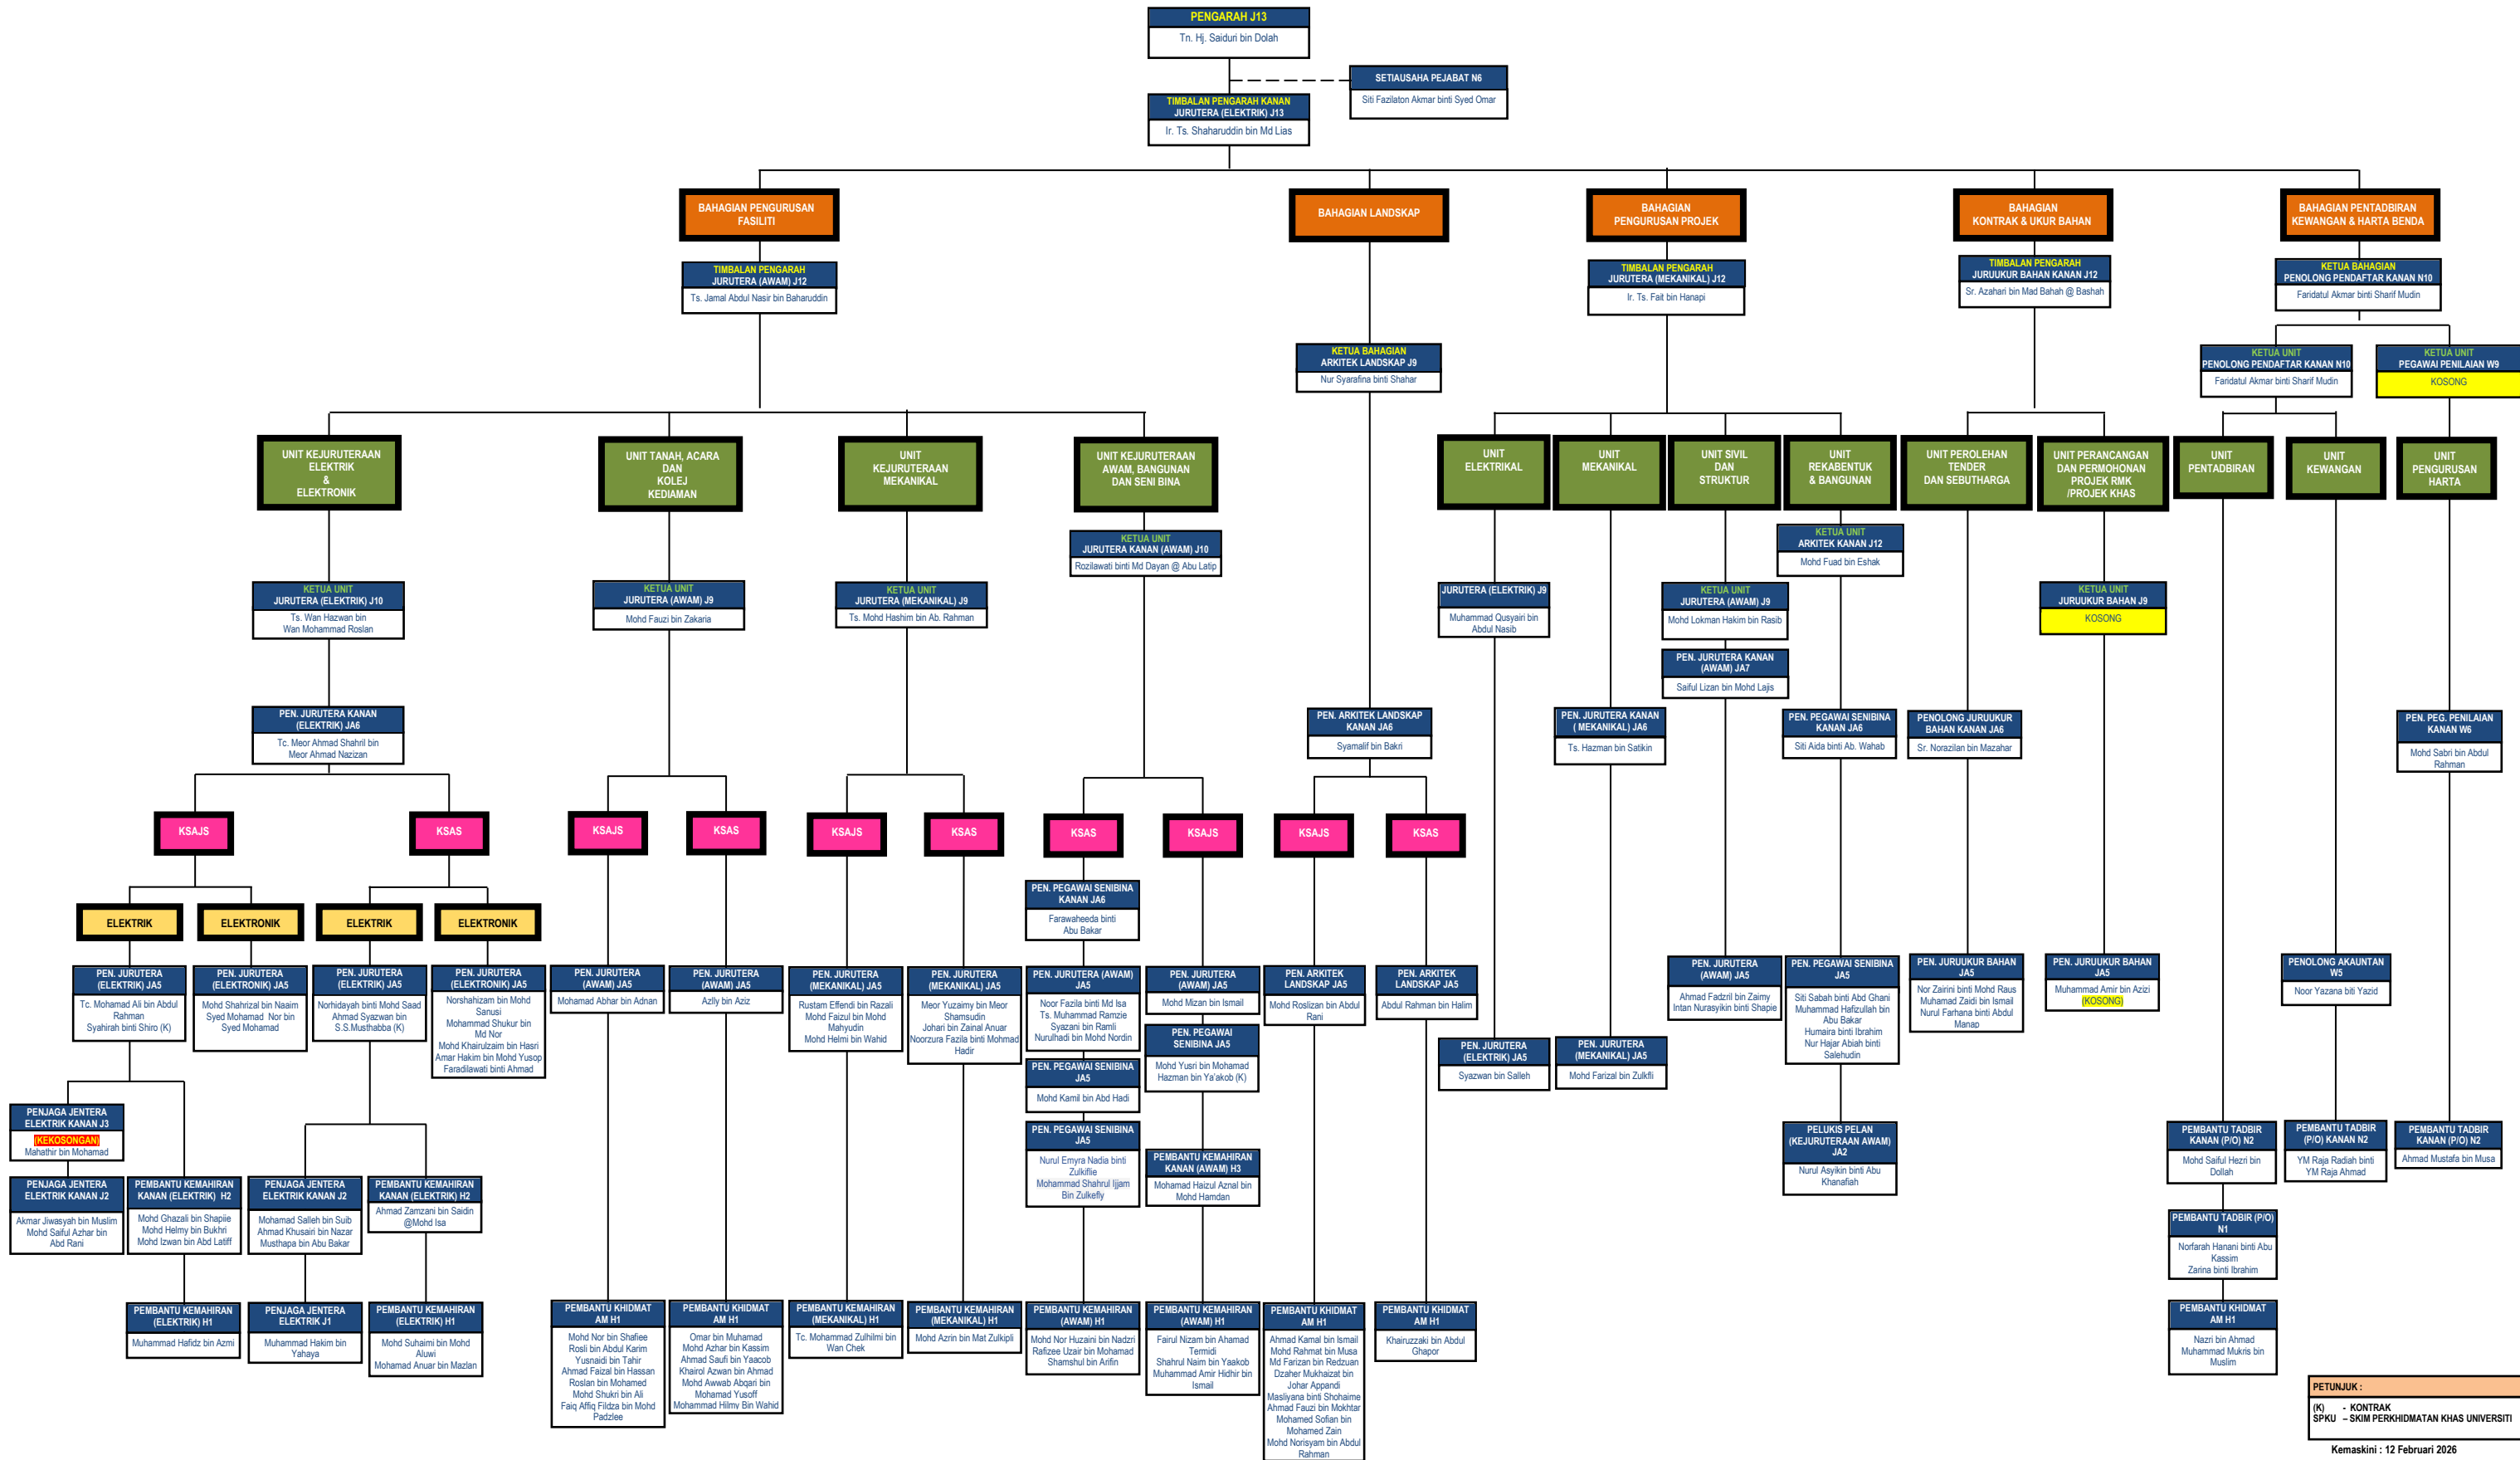 PENGARAH J13
Tn. Hj. Saiduri bin Dolah
SETIAUSAHA PEJABAT N6
Siti Fazilaton Akmar binti Syed Omar
TIMBALAN PENGARAH KANAN
JURUTERA (ELEKTRIK) J13
Ir. Ts. Shaharuddin bin Md Lias
BAHAGIAN PENGURUSAN
FASILITI
TIMBALAN PENGARAH
JURUTERA (AWAM) J12
Ts. Jamal Abdul Nasir bin Baharuddin
BAHAGIAN LANDSKAP
KETUA BAHAGIAN
ARKITEK LANDSKAP J9
Nur Syarafina binti Shahar
BAHAGIAN
PENGURUSAN PROJEK
TIMBALAN PENGARAH
JURUTERA (MEKANIKAL) J12
Ir. Ts. Fait bin Hanapi
BAHAGIAN
KONTRAK & UKUR BAHAN
TIMBALAN PENGARAH
JURUUKUR BAHAN KANAN J12
Sr. Azahari bin Mad Bahah @ Bashah
BAHAGIAN PENTADBIRAN
KEWANGAN & HARTA BENDA
KETUA BAHAGIAN
PENOLONG PENDAFTAR KANAN N10
Faridatul Akmar binti Sharif Mudin
KETUA UNIT
PENOLONG PENDAFTAR KANAN N10
Faridatul Akmar binti Sharif Mudin
KETUA UNIT
PEGAWAI PENILAIAN W9
KOSONG
UNIT KEJURUTERAAN
ELEKTRIK
&
ELEKTRONIK
KETUA UNIT
JURUTERA (ELEKTRIK) J10
Ts. Wan Hazwan bin
Wan Mohammad Roslan
PEN. JURUTERA KANAN
(ELEKTRIK) JA6
Tc. Meor Ahmad Shahril bin
Meor Ahmad Nazizan
KSAJS
KSAS
ELEKTRIK
ELEKTRONIK
ELEKTRIK
ELEKTRONIK
PEN. JURUTERA
(ELEKTRIK) JA5
Tc. Mohamad Ali bin Abdul
Rahman
Syahirah binti Shiro (K)
PEN. JURUTERA
(ELEKTRONIK) JA5
Mohd Shahrizal bin Naaim
Syed Mohamad Nor bin
Syed Mohamad
PEN. JURUTERA
(ELEKTRIK) JA5
Norhidayah binti Mohd Saad
Ahmad Syazwan bin
S.S.Musthabba (K)
PEN. JURUTERA
(ELEKTRONIK) JA5
Norshahizam bin Mohd
Sanusi
Mohammad Shukur bin
Md Nor
Mohd Khairulzaim bin Hasri
Amar Hakim bin Mohd Yusop
Faradilawati binti Ahmad
PENJAGA JENTERA
ELEKTRIK KANAN J3
(KEKOSONGAN)
Mahathir bin Mohamad
PENJAGA JENTERA
ELEKTRIK KANAN J2
Akmar Jiwasyah bin Muslim
Mohd Saiful Azhar bin
Abd Rani
PEMBANTU KEMAHIRAN
KANAN (ELEKTRIK) H2
Mohd Ghazali bin Shapiie
Mohd Helmy bin Bukhri
Mohd Izwan bin Abd Latiff
PENJAGA JENTERA
ELEKTRIK KANAN J2
Mohamad Salleh bin Suib
Ahmad Khusairi bin Nazar
Musthapa bin Abu Bakar
PEMBANTU KEMAHIRAN
KANAN (ELEKTRIK) H2
Ahmad Zamzani bin Saidin
@Mohd Isa
PEMBANTU KEMAHIRAN
(ELEKTRIK) H1
Muhammad Hafidz bin Azmi
PENJAGA JENTERA
ELEKTRIK J1
Muhammad Hakim bin
Yahaya
PEMBANTU KEMAHIRAN
(ELEKTRIK) H1
Mohd Suhaimi bin Mohd
Aluwi
Mohamad Anuar bin Mazlan
UNIT TANAH, ACARA
DAN
KOLEJ
KEDIAMAN
KETUA UNIT
JURUTERA (AWAM) J9
Mohd Fauzi bin Zakaria
KSAJS
KSAS
PEN. JURUTERA
(AWAM) JA5
Mohamad Abhar bin Adnan
PEN. JURUTERA
(AWAM) JA5
Azlly bin Aziz
PEMBANTU KHIDMAT
AM H1
Mohd Nor bin Shafiee
Rosli bin Abdul Karim
Yusnaidi bin Tahir
Ahmad Faizal bin Hassan
Roslan bin Mohamed
Mohd Shukri bin Ali
Faiq Affiq Fildza bin Mohd
Padzlee
PEMBANTU KHIDMAT
AM H1
Omar bin Muhamad
Mohd Azhar bin Kassim
Ahmad Saufi bin Yaacob
Khairol Azwan bin Ahmad
Mohd Awwab Abqari bin
Mohamad Yusoff
Mohammad Hilmy Bin Wahid
UNIT
KEJURUTERAAN
MEKANIKAL
KETUA UNIT
JURUTERA (MEKANIKAL) J9
Ts. Mohd Hashim bin Ab. Rahman
KSAJS
KSAS
PEN. JURUTERA
(MEKANIKAL) JA5
Rustam Effendi bin Razali
Mohd Faizul bin Mohd
Mahyudin
Mohd Helmi bin Wahid
PEN. JURUTERA
(MEKANIKAL) JA5
Meor Yuzaimy bin Meor
Shamsudin
Johari bin Zainal Anuar
Noorzura Fazila binti Mohmad
Hadir
PEMBANTU KEMAHIRAN
(MEKANIKAL) H1
Tc. Mohammad Zulhilmi bin
Wan Chek
PEMBANTU KEMAHIRAN
(MEKANIKAL) H1
Mohd Azrin bin Mat Zulkipli
UNIT KEJURUTERAAN
AWAM, BANGUNAN
DAN SENI BINA
KETUA UNIT
JURUTERA KANAN (AWAM) J10
Rozilawati binti Md Dayan @ Abu Latip
KSAS
KSAJS
PEN. PEGAWAI SENIBINA
KANAN JA6
Farawaheeda binti
Abu Bakar
PEN. JURUTERA (AWAM)
JA5
Noor Fazila binti Md Isa
Ts. Muhammad Ramzie
Syazani bin Ramli
Nurulhadi bin Mohd Nordin
PEN. PEGAWAI SENIBINA
JA5
Mohd Kamil bin Abd Hadi
PEN. PEGAWAI SENIBINA
JA5
Nurul Emyra Nadia binti
Zulkiflie
Mohammad Shahrul Ijjam
Bin Zulkefly
PEMBANTU KEMAHIRAN
(AWAM) H1
Mohd Nor Huzaini bin Nadzri
Rafizee Uzair bin Mohamad
Shamshul bin Arifin
PEN. JURUTERA
(AWAM) JA5
Mohd Mizan bin Ismail
PEN. PEGAWAI
SENIBINA JA5
Mohd Yusri bin Mohamad
Hazman bin Ya'akob (K)
PEMBANTU KEMAHIRAN
KANAN (AWAM) H3
Mohamad Haizul Aznal bin
Mohd Hamdan
PEMBANTU KEMAHIRAN
(AWAM) H1
Fairul Nizam bin Ahamad
Termidi
Shahrul Naim bin Yaakob
Muhammad Amir Hidhir bin
Ismail
PEN. ARKITEK LANDSKAP
KANAN JA6
Syamalif bin Bakri
KSAJS
KSAS
PEN. ARKITEK
LANDSKAP JA5
Mohd Roslizan bin Abdul
Rani
PEN. ARKITEK
LANDSKAP JA5
Abdul Rahman bin Halim
PEMBANTU KHIDMAT
AM H1
Ahmad Kamal bin Ismail
Mohd Rahmat bin Musa
Md Farizan bin Redzuan
Dzaher Mukhaizat bin
Johar Appandi
Masliyana binti Shohaime
Ahmad Fauzi bin Mokhtar
Mohamed Sofian bin
Mohamed Zain
Mohd Norisyam bin Abdul
Rahman
PEMBANTU KHIDMAT
AM H1
Khairuzzaki bin Abdul
Ghapor
UNIT
ELEKTRIKAL
JURUTERA (ELEKTRIK) J9
Muhammad Qusyairi bin
Abdul Nasib
PEN. JURUTERA
(ELEKTRIK) JA5
Syazwan bin Salleh
UNIT
MEKANIKAL
PEN. JURUTERA KANAN
( MEKANIKAL) JA6
Ts. Hazman bin Satikin
PEN. JURUTERA
(MEKANIKAL) JA5
Mohd Farizal bin Zulkfli
UNIT SIVIL
DAN
STRUKTUR
KETUA UNIT
JURUTERA (AWAM) J9
Mohd Lokman Hakim bin Rasib
PEN. JURUTERA KANAN
(AWAM) JA7
Saiful Lizan bin Mohd Lajis
PEN. JURUTERA
(AWAM) JA5
Ahmad Fadzril bin Zaimy
Intan Nurasyikin binti Shapie
UNIT
REKABENTUK
& BANGUNAN
KETUA UNIT
ARKITEK KANAN J12
Mohd Fuad bin Eshak
PEN. PEGAWAI SENIBINA
KANAN JA6
Siti Aida binti Ab. Wahab
PEN. PEGAWAI SENIBINA
JA5
Siti Sabah binti Abd Ghani
Muhammad Hafizullah bin
Abu Bakar
Humaira binti Ibrahim
Nur Hajar Abiah binti
Salehudin
PELUKIS PELAN
(KEJURUTERAAN AWAM)
JA2
Nurul Asyikin binti Abu
Khanafiah
UNIT PEROLEHAN
TENDER
DAN SEBUTHARGA
PENOLONG JURUUKUR
BAHAN KANAN JA6
Sr. Norazilan bin Mazahar
PEN. JURUUKUR BAHAN
JA5
Nor Zairini binti Mohd Raus
Muhamad Zaidi bin Ismail
Nurul Farhana binti Abdul
Manap
UNIT PERANCANGAN
DAN PERMOHONAN
PROJEK RMK
/PROJEK KHAS
KETUA UNIT
JURUUKUR BAHAN J9
KOSONG
PEN. JURUUKUR BAHAN
JA5
Muhammad Amir bin Azizi
(KOSONG)
UNIT
PENTADBIRAN
PEMBANTU TADBIR
KANAN (P/O) N2
Mohd Saiful Hezri bin
Dollah
PEMBANTU TADBIR (P/O)
N1
Norfarah Hanani binti Abu
Kassim
Zarina binti Ibrahim
PEMBANTU KHIDMAT
AM H1
Nazri bin Ahmad
Muhammad Mukris bin
Muslim
UNIT
KEWANGAN
PENOLONG AKAUNTAN
W5
Noor Yazana biti Yazid
PEMBANTU TADBIR
(P/O) KANAN N2
YM Raja Radiah binti
YM Raja Ahmad
UNIT
PENGURUSAN
HARTA
PEN. PEG. PENILAIAN
KANAN W6
Mohd Sabri bin Abdul
Rahman
PEMBANTU TADBIR
KANAN (P/O) N2
Ahmad Mustafa bin Musa
PETUNJUK :
(K) - KONTRAK
SPKU – SKIM PERKHIDMATAN KHAS UNIVERSITI
Kemaskini : 12 Februari 2026